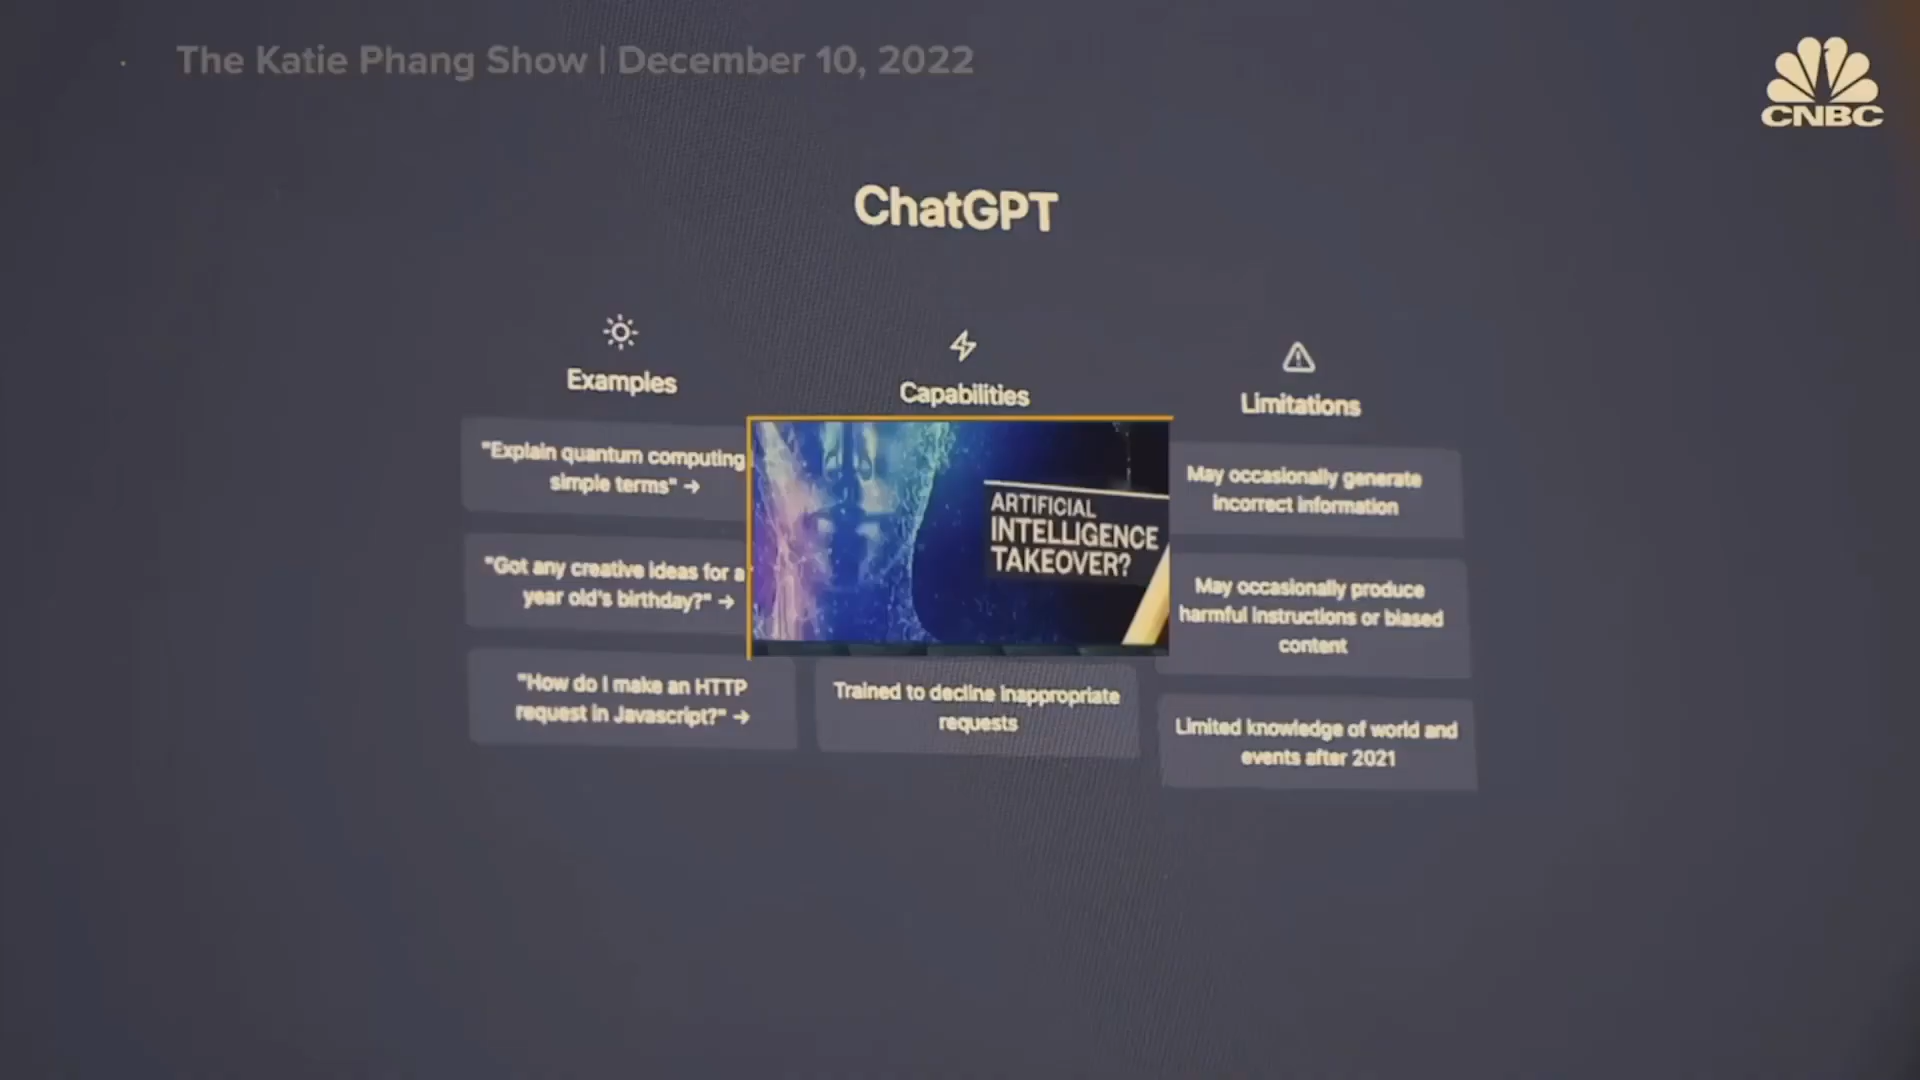 The Katie Phang Show | December 10, 2022
CNBC
ChatGPT
Examples
Capabilities
Limitations
"Explain quantum computing
simple terms" →
"Got any creative ideas for a
year old's birthday?" →
"How do I make an HTTP
request in Javascript?" →
ARTIFICIAL
INTELLIGENCE
TAKEOVER?
Trained to decline inappropriate
requests
May occasionally generate
incorrect information
May occasionally produce
harmful instructions or biased
content
Limited knowledge of world and
events after 2021